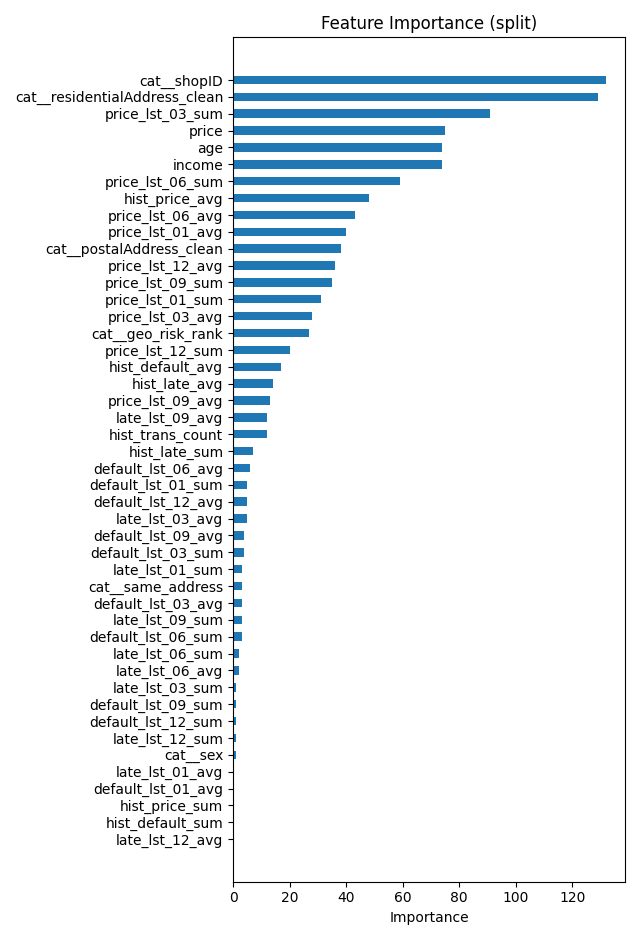 Feature Importance (split)
cat__shopID
cat__residentialAddress_clean
price_lst_03_sum
price
age
income
price_lst_06_sum
hist_price_avg
price_lst_06_avg
price_lst_01_avg
cat__postalAddress_clean
price_lst_12_avg
price_lst_09_sum
price_lst_01_sum
price_lst_03_avg
cat__geo_risk_rank
price_lst_12_sum
hist_default_avg
hist_late_avg
price_lst_09_avg
late_lst_09_avg
hist_trans_count
hist_late_sum
default_lst_06_avg
default_lst_01_sum
default_lst_12_avg
late_lst_03_avg
default_lst_09_avg
default_lst_03_sum
late_lst_01_sum
cat__same_address
default_lst_03_avg
late_lst_09_sum
default_lst_06_sum
late_lst_06_sum
late_lst_06_avg
late_lst_03_sum
default_lst_09_sum
default_lst_12_sum
late_lst_12_sum
cat__sex
late_lst_01_avg
default_lst_01_avg
hist_price_sum
hist_default_sum
late_lst_12_avg
0 20 40 60 80 100 120
Importance